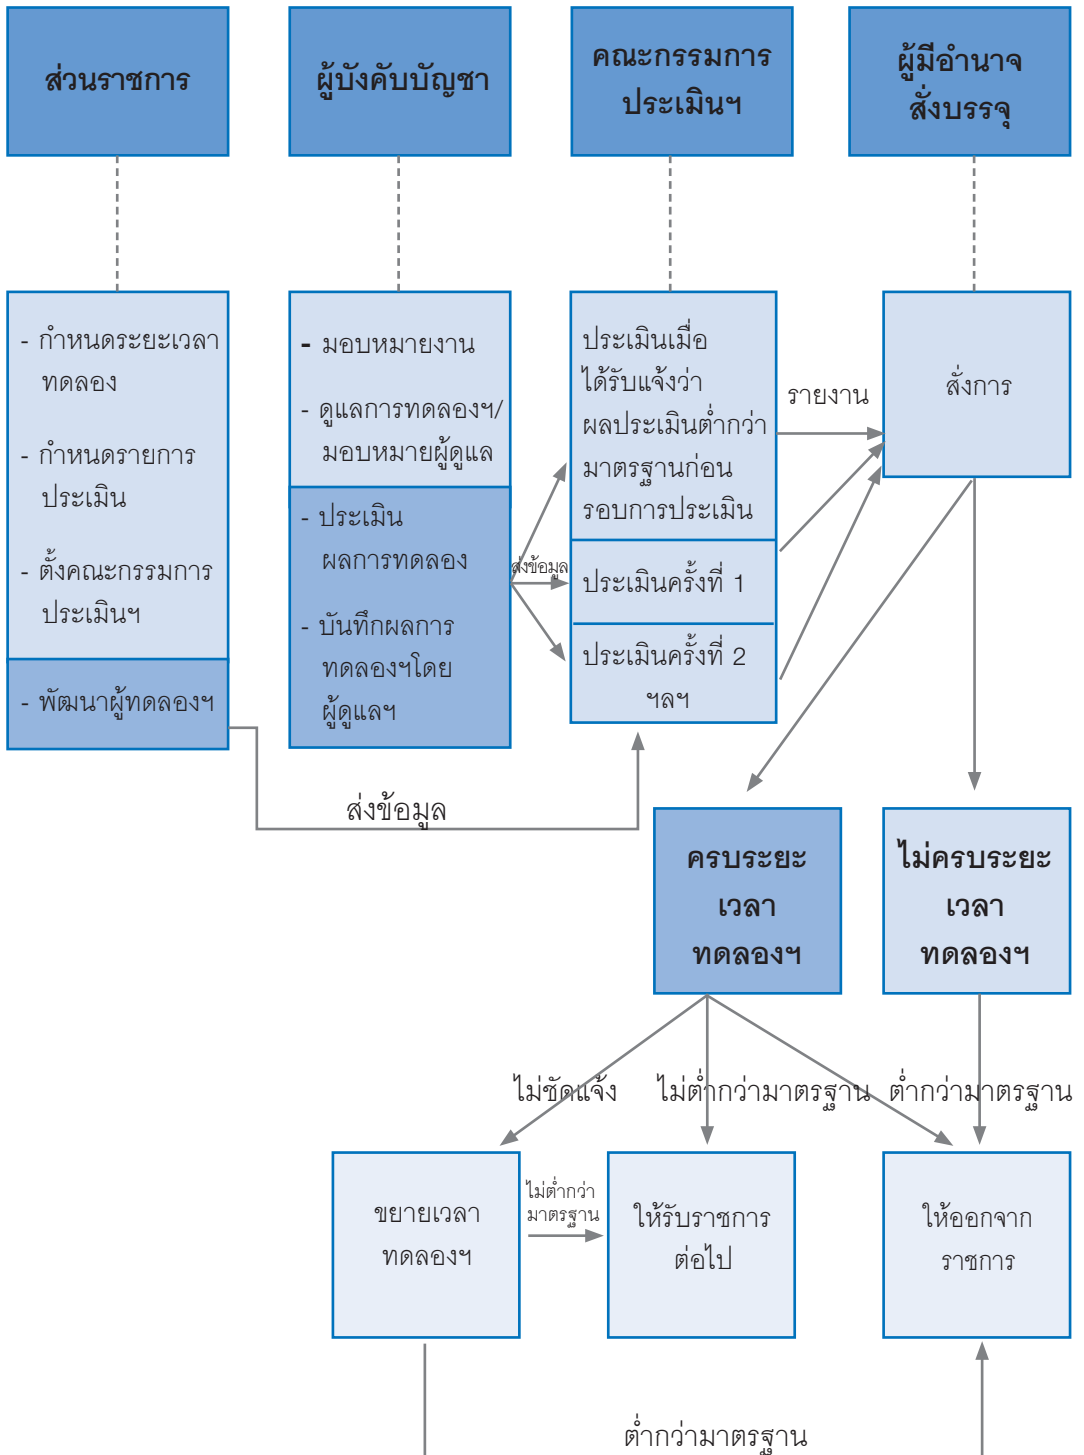 ส่วนราชการ
ผู้บังคับบัญชา
คณะกรรมการ
ประเมินฯ
ผู้มีอำนาจ
สั่งบรรจุ
- กำหนดระยะเวลา
ทดลอง
- กำหนดรายการ
ประเมิน
- ตั้งคณะกรรมการ
ประเมินฯ
- พัฒนาผู้ทดลองฯ
- มอบหมายงาน
- ดูแลการทดลองฯ/
มอบหมายผู้ดูแล
- ประเมิน
ผลการทดลอง
- บันทึกผลการ
ทดลองฯโดย
ผู้ดูแลฯ
ส่งข้อมูล
ประเมินเมื่อ
ได้รับแจ้งว่า
ผลประเมินต่ำกว่า
มาตรฐานก่อน
รอบการประเมิน
ประเมินครั้งที่ 1
ประเมินครั้งที่ 2
ฯลฯ
รายงาน
สั่งการ
ส่งข้อมูล
ครบระยะ
เวลา
ทดลองฯ
ไม่ครบระยะ
เวลา
ทดลองฯ
ไม่ชัดแจ้ง
ไม่ต่ำกว่ามาตรฐาน
ต่ำกว่ามาตรฐาน
ขยายเวลา
ทดลองฯ
ไม่ต่ำกว่า
มาตรฐาน
ให้รับราชการ
ต่อไป
ให้ออกจาก
ราชการ
ต่ำกว่ามาตรฐาน